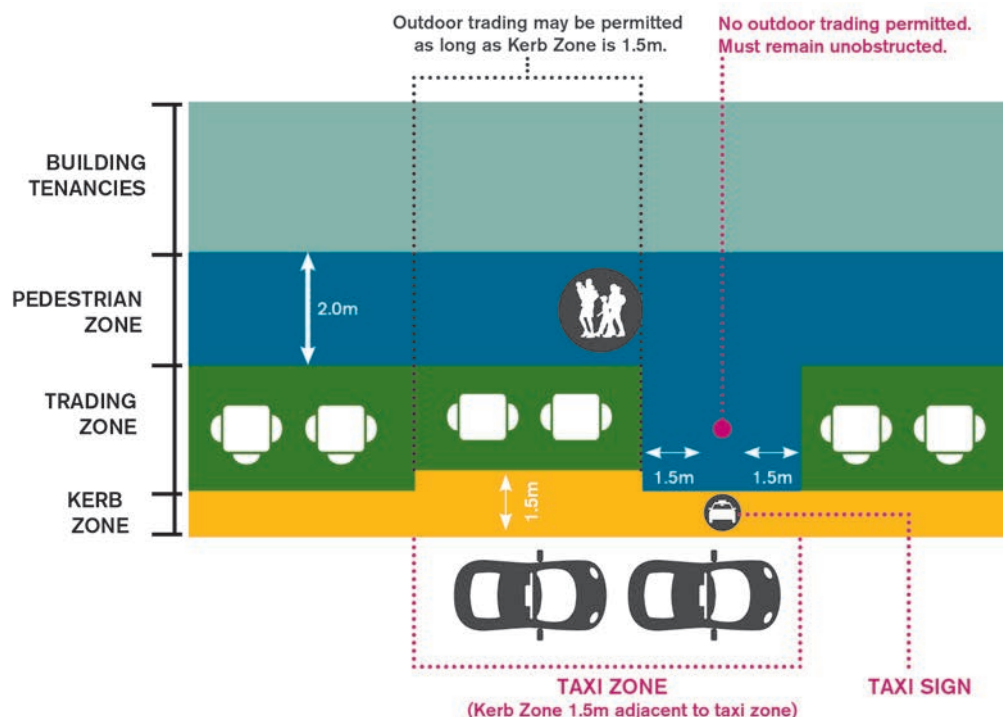 Outdoor trading may be permitted
as long as Kerb Zone is 1.5m.
No outdoor trading permitted.
Must remain unobstructed.
BUILDING
TENANCIES
PEDESTRIAN
ZONE
2.0m
TRADING
ZONE
1.5m
1.5m
KERB
ZONE
1.5m
TAXI ZONE
(Kerb Zone 1.5m adjacent to taxi zone)
TAXI SIGN